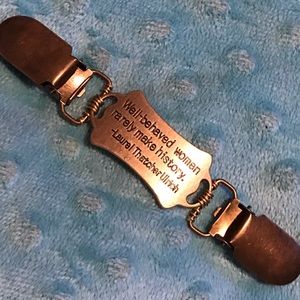 Well-behaved women
rarely make history.
-Laurel Thatcher Ulrich